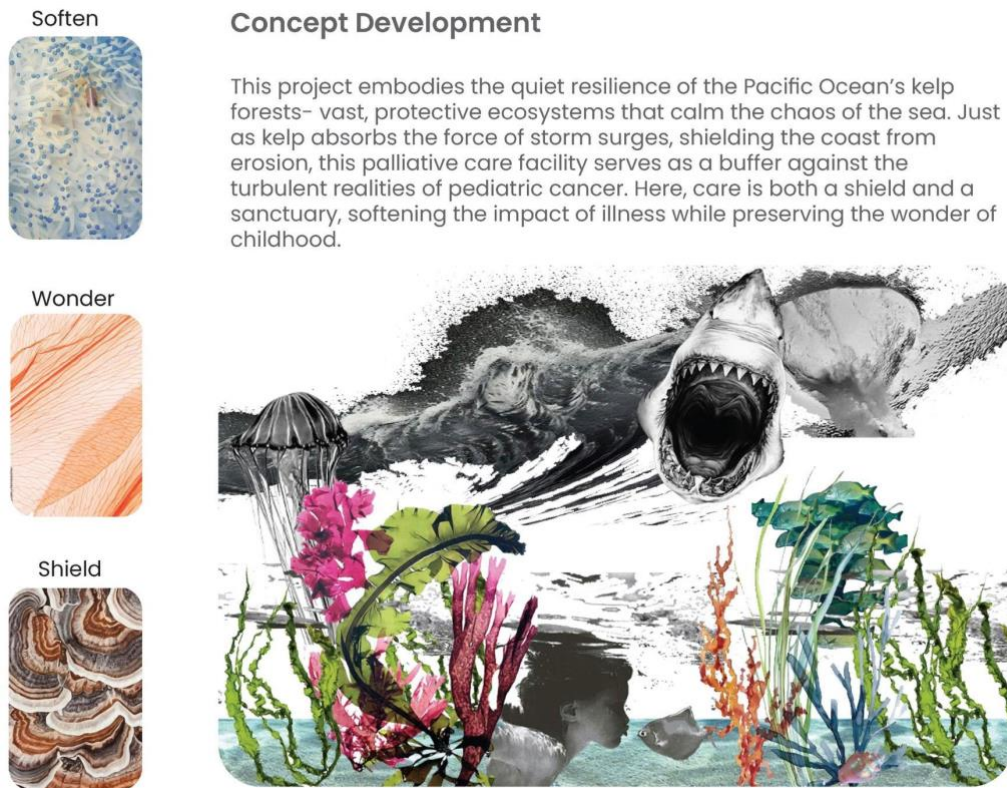 Soften
Concept Development
This project embodies the quiet resilience of the Pacific Ocean’s kelp
forests- vast, protective ecosystems that calm the chaos of the sea. Just
as kelp absorbs the force of storm surges, shielding the coast from
erosion, this palliative care facility serves as a buffer against the
turbulent realities of pediatric cancer. Here, care is both a shield and a
sanctuary, softening the impact of illness while preserving the wonder of
childhood.
Wonder
Shield